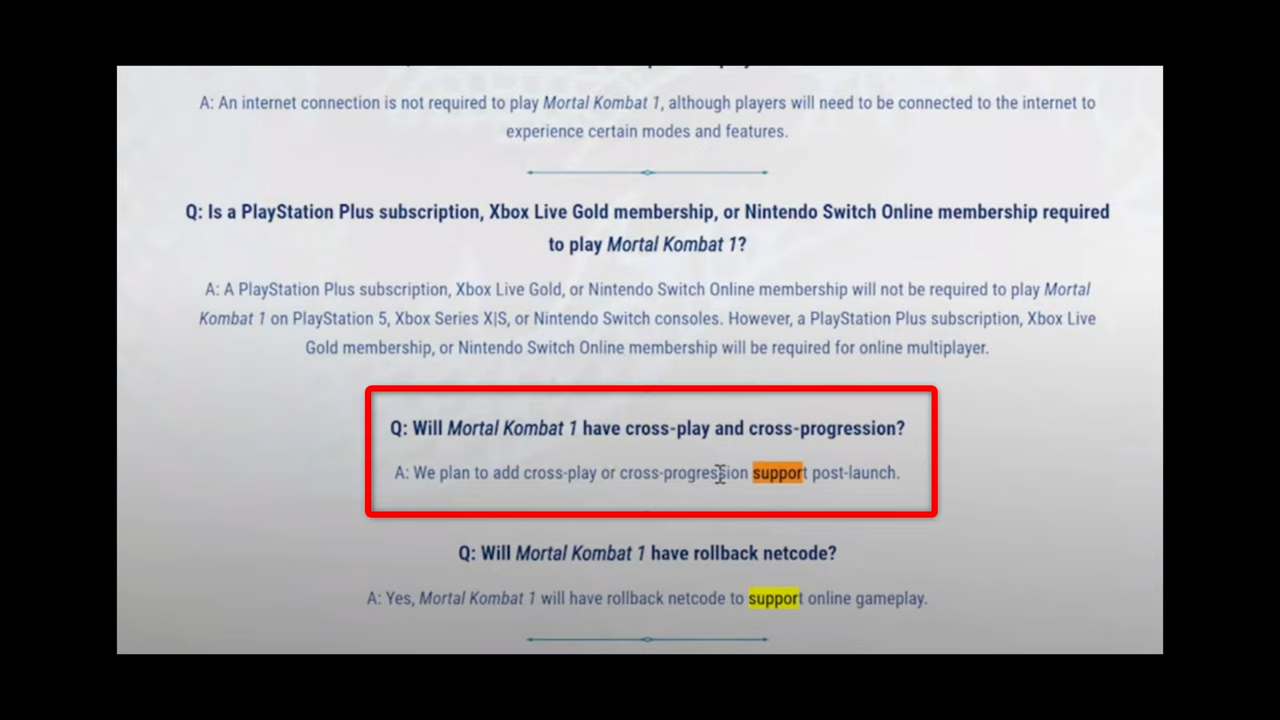 A: An internet connection is not required to play Mortal Kombat 1, although players will need to be connected to the internet to
experience certain modes and features.
Q: Is a PlayStation Plus subscription, Xbox Live Gold membership, or Nintendo Switch Online membership required
to play Mortal Kombat 1?
A: A PlayStation Plus subscription, Xbox Live Gold, or Nintendo Switch Online membership will not be required to play Mortal
Kombat 1 on PlayStation 5, Xbox Series X|S, or Nintendo Switch consoles. However, a PlayStation Plus subscription, Xbox Live
Gold membership, or Nintendo Switch Online membership will be required for online multiplayer.
Q: Will Mortal Kombat 1 have cross-play and cross-progression?
A: We plan to add cross-play or cross-progression support post-launch.
Q: Will Mortal Kombat 1 have rollback netcode?
A: Yes, Mortal Kombat 1 will have rollback netcode to support online gameplay.